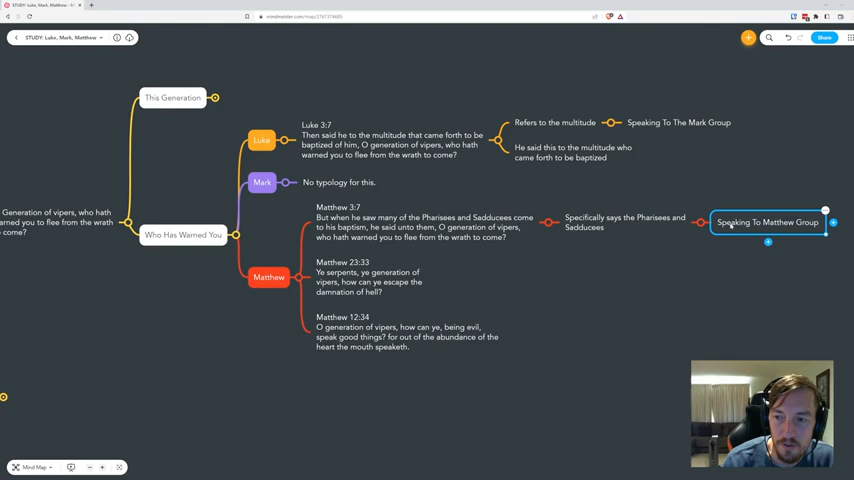 STUDY: Luke, Mark, Matthew - M
mindmeister.com/map/2787374685
STUDY: Luke, Mark, Matthew
Share
This Generation
Generation of vipers, who hath
warned you to flee from the wrath to
come?
Who Has Warned You
Luke
Luke 3:7
Then said he to the multitude that came forth to be
baptized of him, O generation of vipers, who hath
warned you to flee from the wrath to come?
Refers to the multitude
Speaking To The Mark Group
He said this to the multitude who
came forth to be baptized
Mark
No typology for this.
Matthew
Matthew 3:7
But when he saw many of the Pharisees and Sadducees come
to his baptism, he said unto them, O generation of vipers,
who hath warned you to flee from the wrath to come?
Specifically says the Pharisees and
Sadducees
Speaking To Matthew Group
Matthew 23:33
Ye serpents, ye generation of
vipers, how can ye escape the
damnation of hell?
Matthew 12:34
O generation of vipers, how can ye, being evil,
speak good things? for out of the abundance of the
heart the mouth speaketh.
Mind Map